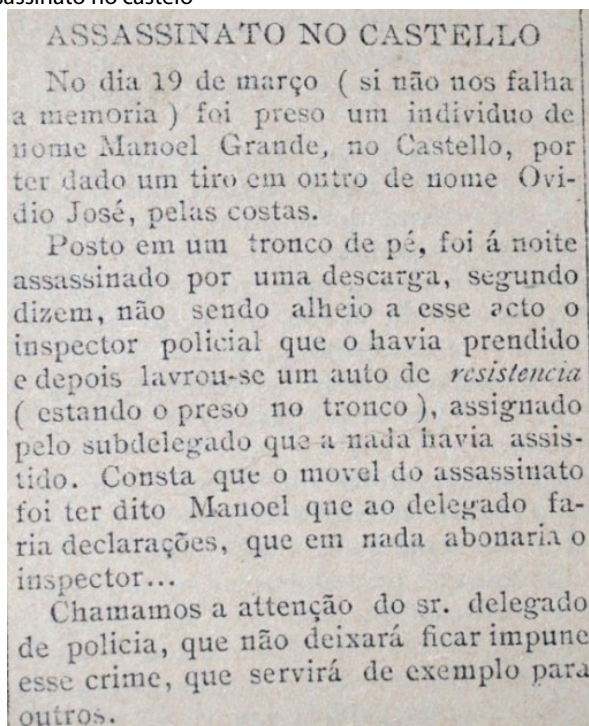 sassinato no castelo
ASSASSINATO NO CASTELLO
No dia 19 de março ( si não nos falha
a memoria ) foi preso um individuo de
nome Manoel Grande, no Castello, por
ter dado um tiro em outro de nome Ovi-
dio José, pelas costas.
Posto em um tronco de pé, foi á noite
assassinado por uma descarga, segundo
dizem, não sendo alheio a esse acto o
inspector policial que o havia prendido
e depois lavrou-se um auto de resistencia
( estando o preso no tronco ), assignado
pelo subdelegado que a nada havia assis-
tido. Consta que o movel do assassinato
foi ter dito Manoel qne ao delegado fa-
ria declarações, que em nada abonaria o
inspector...
Chamamos a attenção do sr. delegado
de policia, que não deixará ficar impune
esse crime, que servirá de exemplo para
outros.